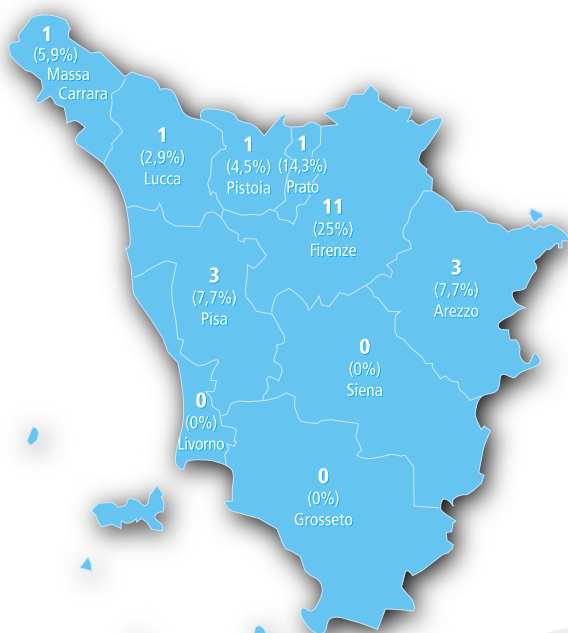 1
(5,9%)
Massa
Carrara
1
(2,9%)
Lucca
1
(4,5%)
Pistoia
1
(14,3%)
Prato
11
(25%)
Firenze
3
(7,7%)
Pisa
3
(7,7%)
Arezzo
0
(0%)
Siena
0
(0%)
Livorno
0
(0%)
Grosseto